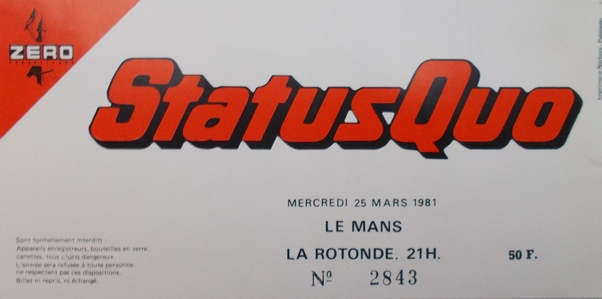 ZERO
Status Quo
MERCREDI 25 MARS 1981
LE MANS
LA ROTONDE. 21H.
50 F.
Nº 2843
Sont formellement interdits
Appareils enregistreurs, bouteilles en verre,
canettes, tous objets dangereux.
L'entrée sera refusée à toute personne
ne respectant pas ces dispositions.
Billet ni repris, ni échangé.